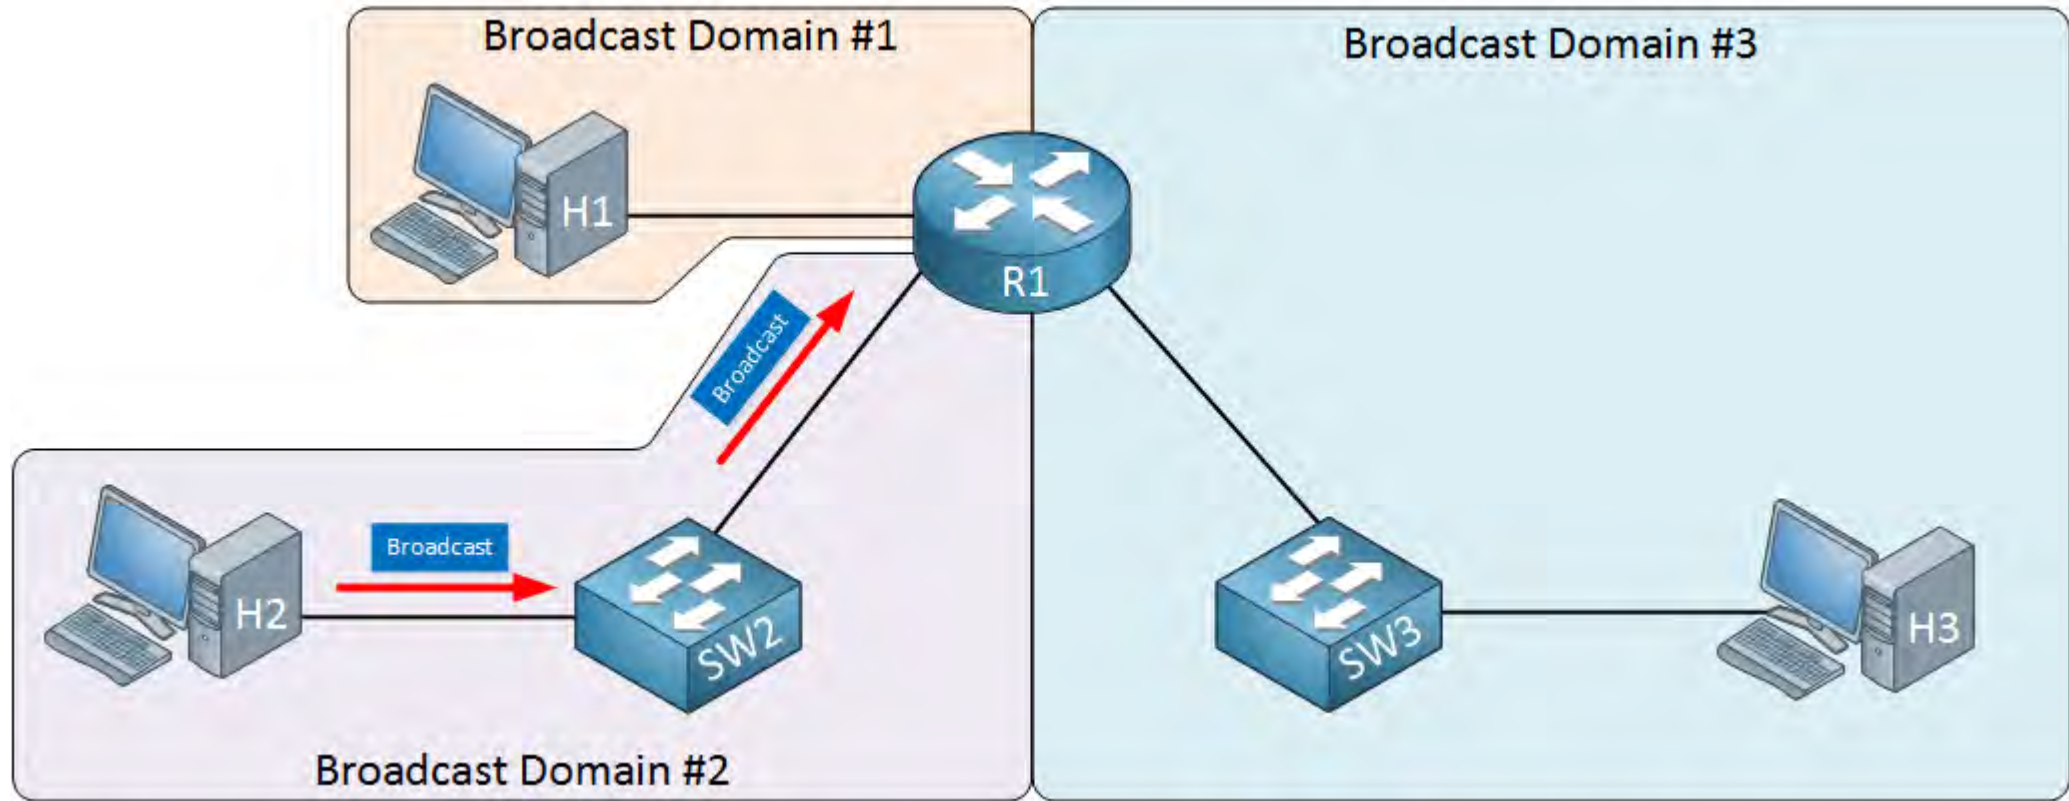 Broadcast Domain #1
Broadcast Domain #3
H1
R1
Broadcast
Broadcast
H2
SW2
SW3
H3
Broadcast Domain #2